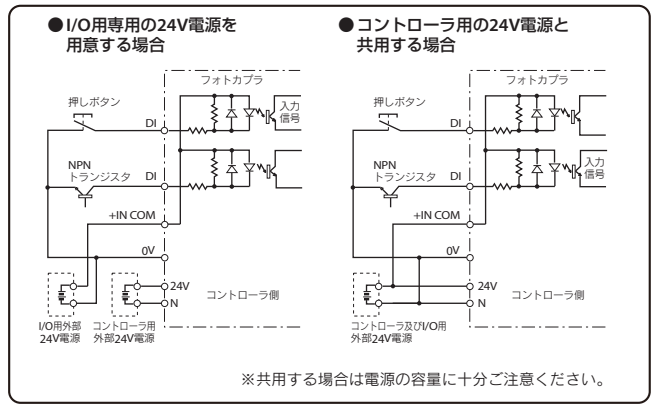 ●I/O用専用の24V電源を
用意する場合
フォトカプラ
押しボタン
DI
入力
信号
NPN
トランジスタ
DI
+IN COM
0V
24V
N
コントローラ側
I/O用外部
24V電源
コントローラ用
外部24V電源
●コントローラ用の24V電源と
共用する場合
フォトカプラ
押しボタン
DI
NPN
トランジスタ
DI
入力
信号
+IN COM
0V
24V
N
コントローラ側
コントローラ及びI/O用
外部24V電源
※共用する場合は電源の容量に十分ご注意ください。